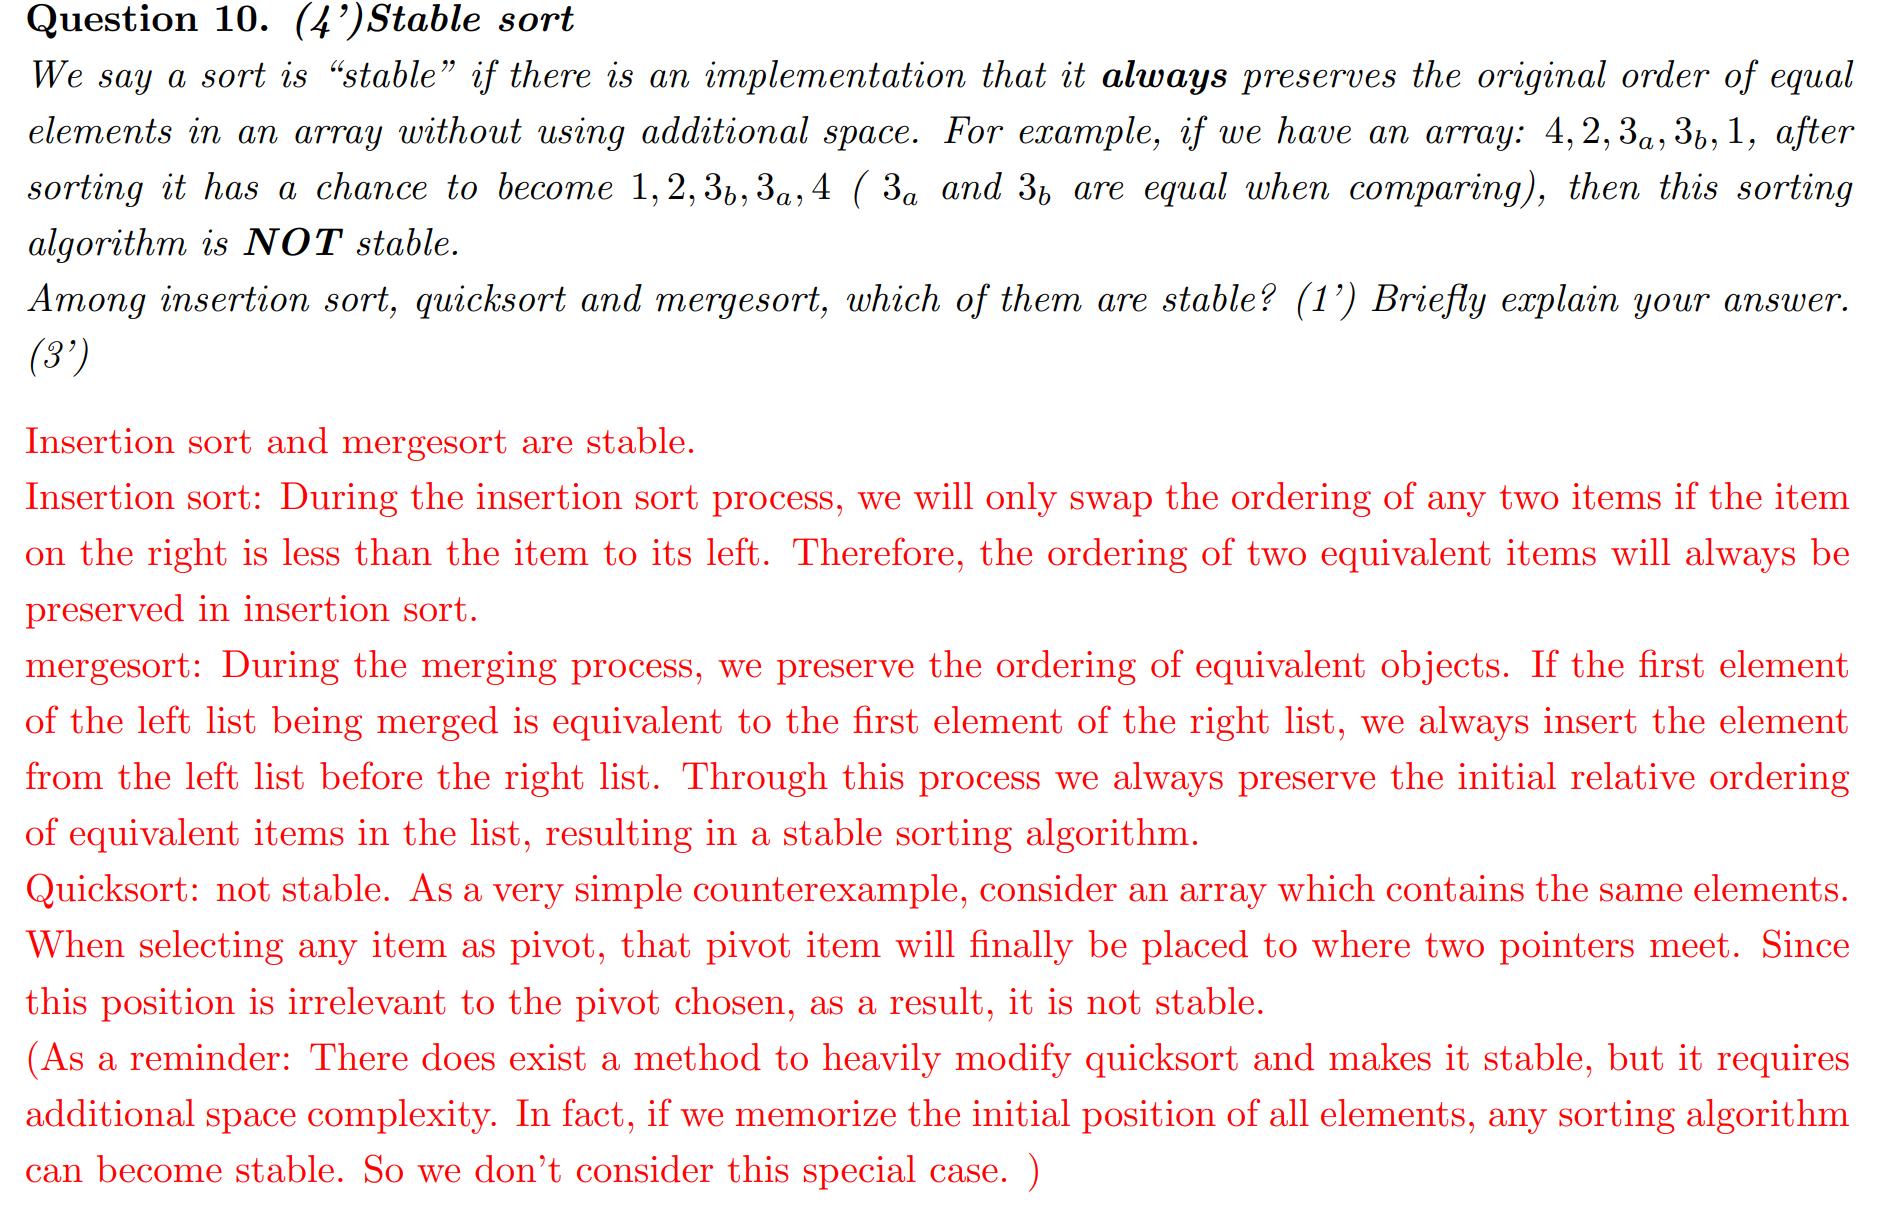 Question 10. (4’)Stable sort
We say a sort is “stable” if there is an implementation that it always preserves the original order of equal
elements in an array without using additional space. For example, if we have an array: 4, 2, 3a, 3b, 1, after
sorting it has a chance to become 1, 2, 3b, 3a, 4 ( 3a and 3b are equal when comparing), then this sorting
algorithm is NOT stable.
Among insertion sort, quicksort and mergesort, which of them are stable? (1’) Briefly explain your answer.
(3’)
Insertion sort and mergesort are stable.
Insertion sort: During the insertion sort process, we will only swap the ordering of any two items if the item
on the right is less than the item to its left. Therefore, the ordering of two equivalent items will always be
preserved in insertion sort.
mergesort: During the merging process, we preserve the ordering of equivalent objects. If the first element
of the left list being merged is equivalent to the first element of the right list, we always insert the element
from the left list before the right list. Through this process we always preserve the initial relative ordering
of equivalent items in the list, resulting in a stable sorting algorithm.
Quicksort: not stable. As a very simple counterexample, consider an array which contains the same elements.
When selecting any item as pivot, that pivot item will finally be placed to where two pointers meet. Since
this position is irrelevant to the pivot chosen, as a result, it is not stable.
(As a reminder: There does exist a method to heavily modify quicksort and makes it stable, but it requires
additional space complexity. In fact, if we memorize the initial position of all elements, any sorting algorithm
can become stable. So we don’t consider this special case. )